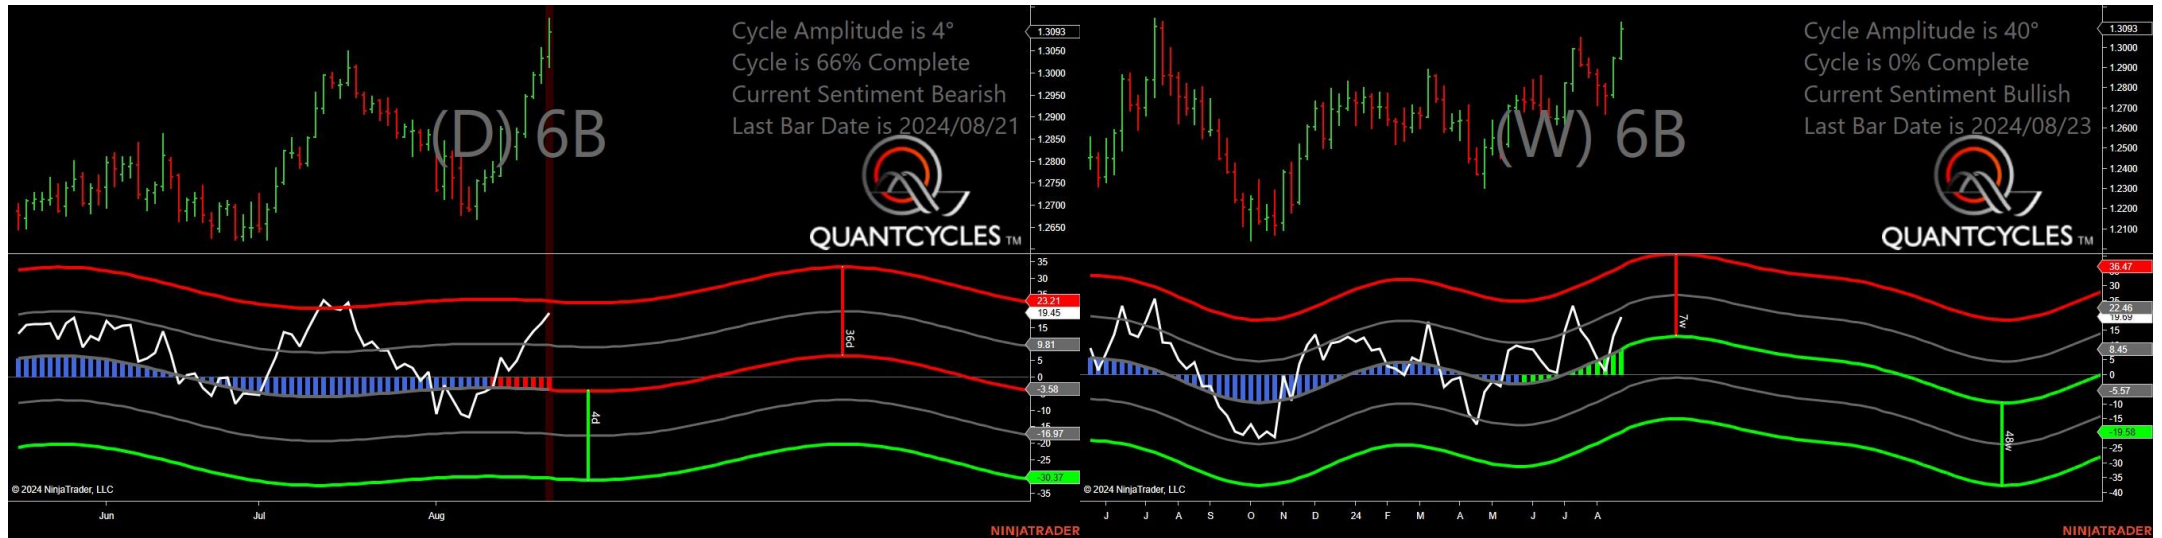 Cycle Amplitude is 4°
Cycle is 66% Complete
Current Sentiment Bearish
Last Bar Date is 2024/08/21
(D) 6B
QUANTCYCLES TM
1.3093
1.3050
1.3000
1.2950
1.2900
1.2850
1.2800
1.2750
1.2700
1.2650
35
30
23.21
19.45
15
9.81
5
0
-3.58
-10
-16.97
-20
-25
-30.37
-35
36d
4d
© 2024 NinjaTrader, LLC
Jun
Jul
Aug
NINJATRADER
Cycle Amplitude is 40°
Cycle is 0% Complete
Current Sentiment Bullish
Last Bar Date is 2024/08/23
(W) 6B
QUANTCYCLES TM
1.3093
1.3000
1.2900
1.2800
1.2700
1.2600
1.2500
1.2400
1.2300
1.2200
1.2100
36.47
30
22.46
15
8.45
0
-5.57
-10
-15
-19.58
-25
-30
-35
-40
7w
48w
© 2024 NinjaTrader, LLC
J
J
A
S
O
N
D
24
F
M
A
M
J
J
A
NINJATRADER